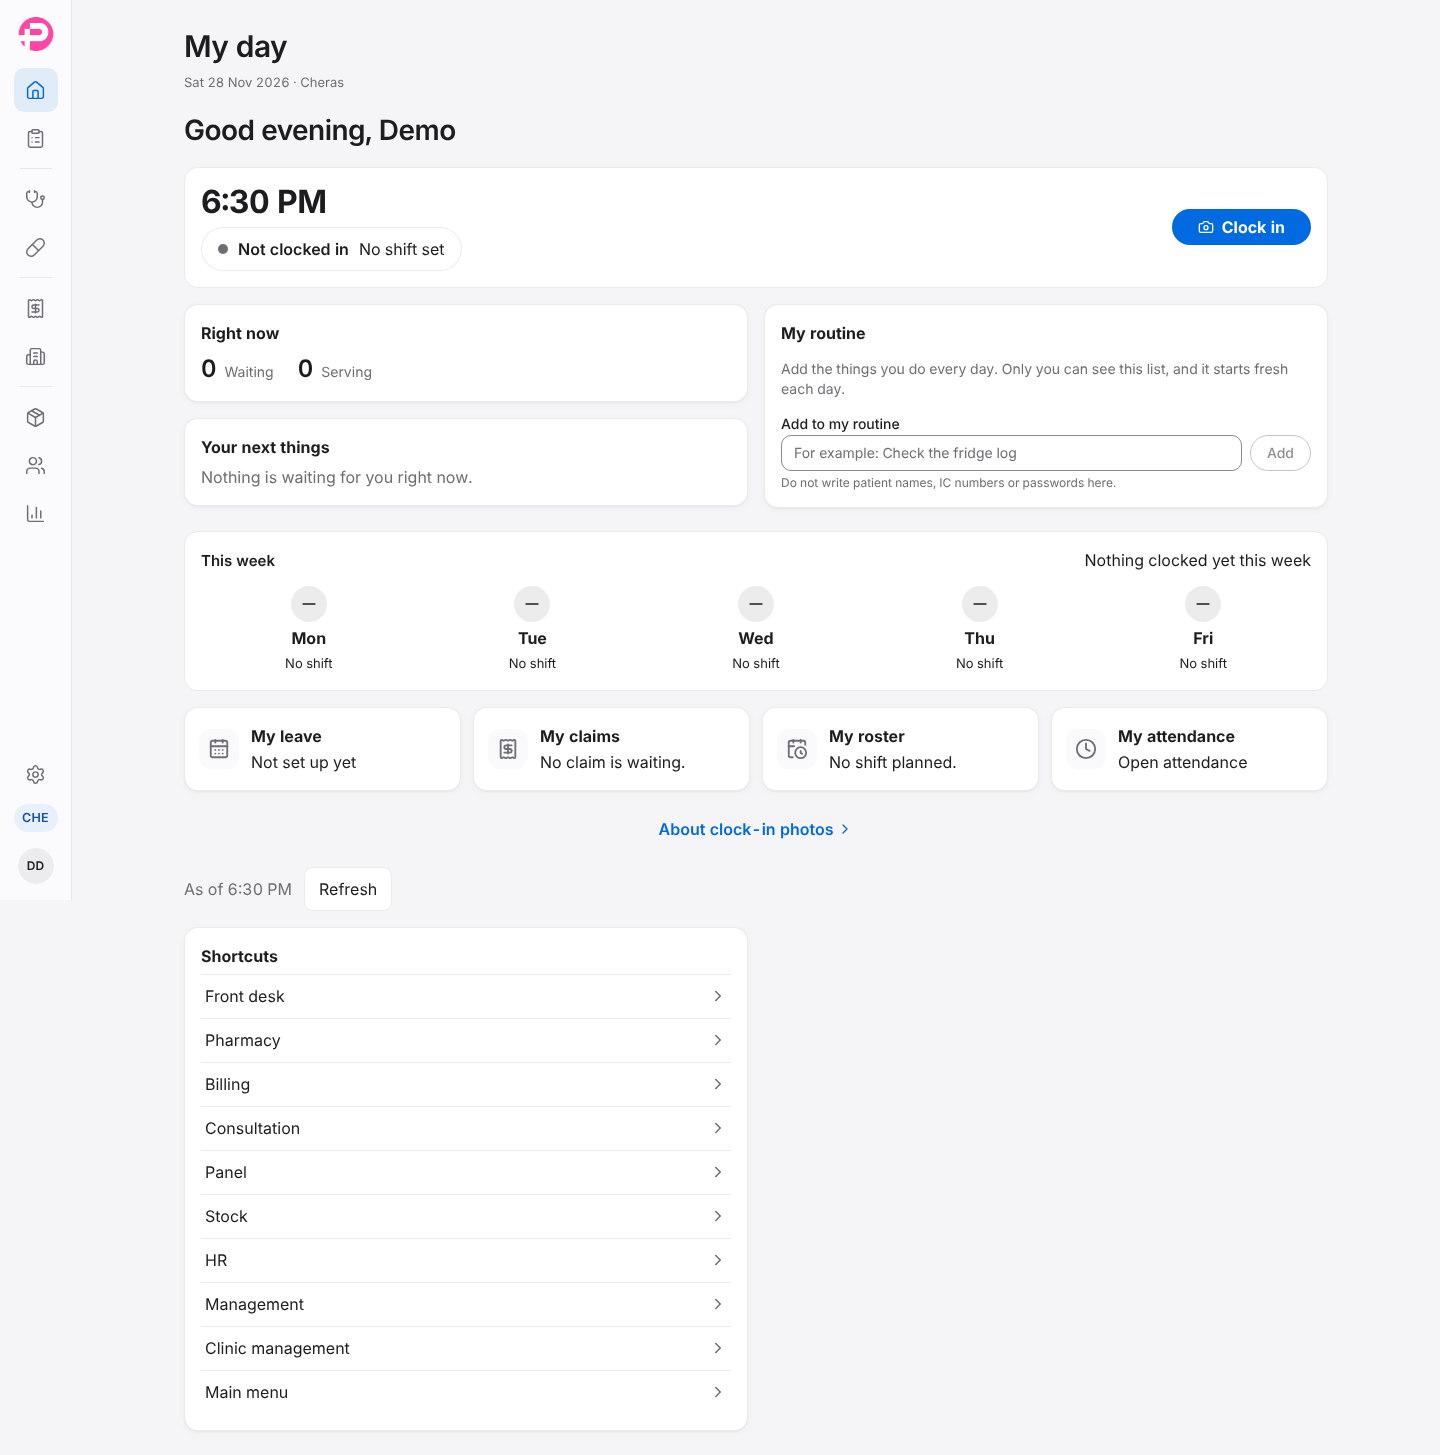 My day
Sat 28 Nov 2026 · Cheras
Good evening, Demo
6:30 PM
Not clocked in No shift set
Clock in
Right now
0 Waiting 0 Serving
Your next things
Nothing is waiting for you right now.
My routine
Add the things you do every day. Only you can see this list, and it starts fresh
each day.
Add to my routine
For example: Check the fridge log
Add
Do not write patient names, IC numbers or passwords here.
This week
Nothing clocked yet this week
Mon
No shift
Tue
No shift
Wed
No shift
Thu
No shift
Fri
No shift
My leave
Not set up yet
My claims
No claim is waiting.
My roster
No shift planned.
My attendance
Open attendance
About clock-in photos
CHE
DD
As of 6:30 PM
Refresh
Shortcuts
Front desk
Pharmacy
Billing
Consultation
Panel
Stock
HR
Management
Clinic management
Main menu